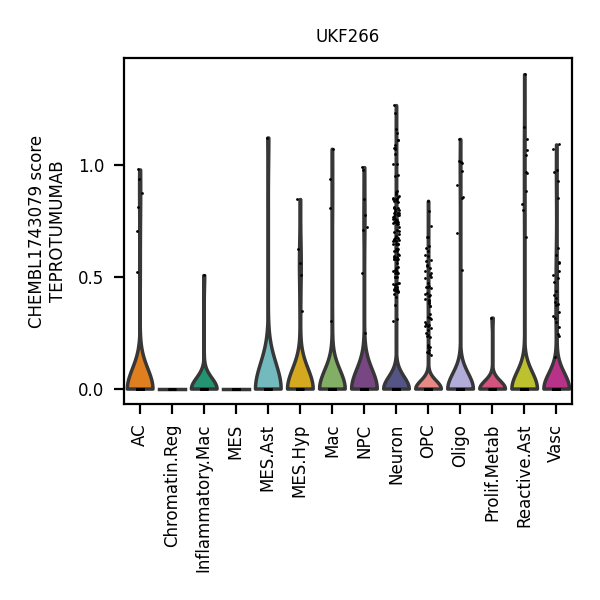 UKF266
CHEMBL1743079 score
TEPROTUMUMAB
1.0
0.5
0.0
AC
Chromatin.Reg
Inflammatory.Mac
MES
MES.Ast
MES.Hyp
Mac
NPC
Neuron
OPC
Oligo
Prolif.Metab
Reactive.Ast
Vasc